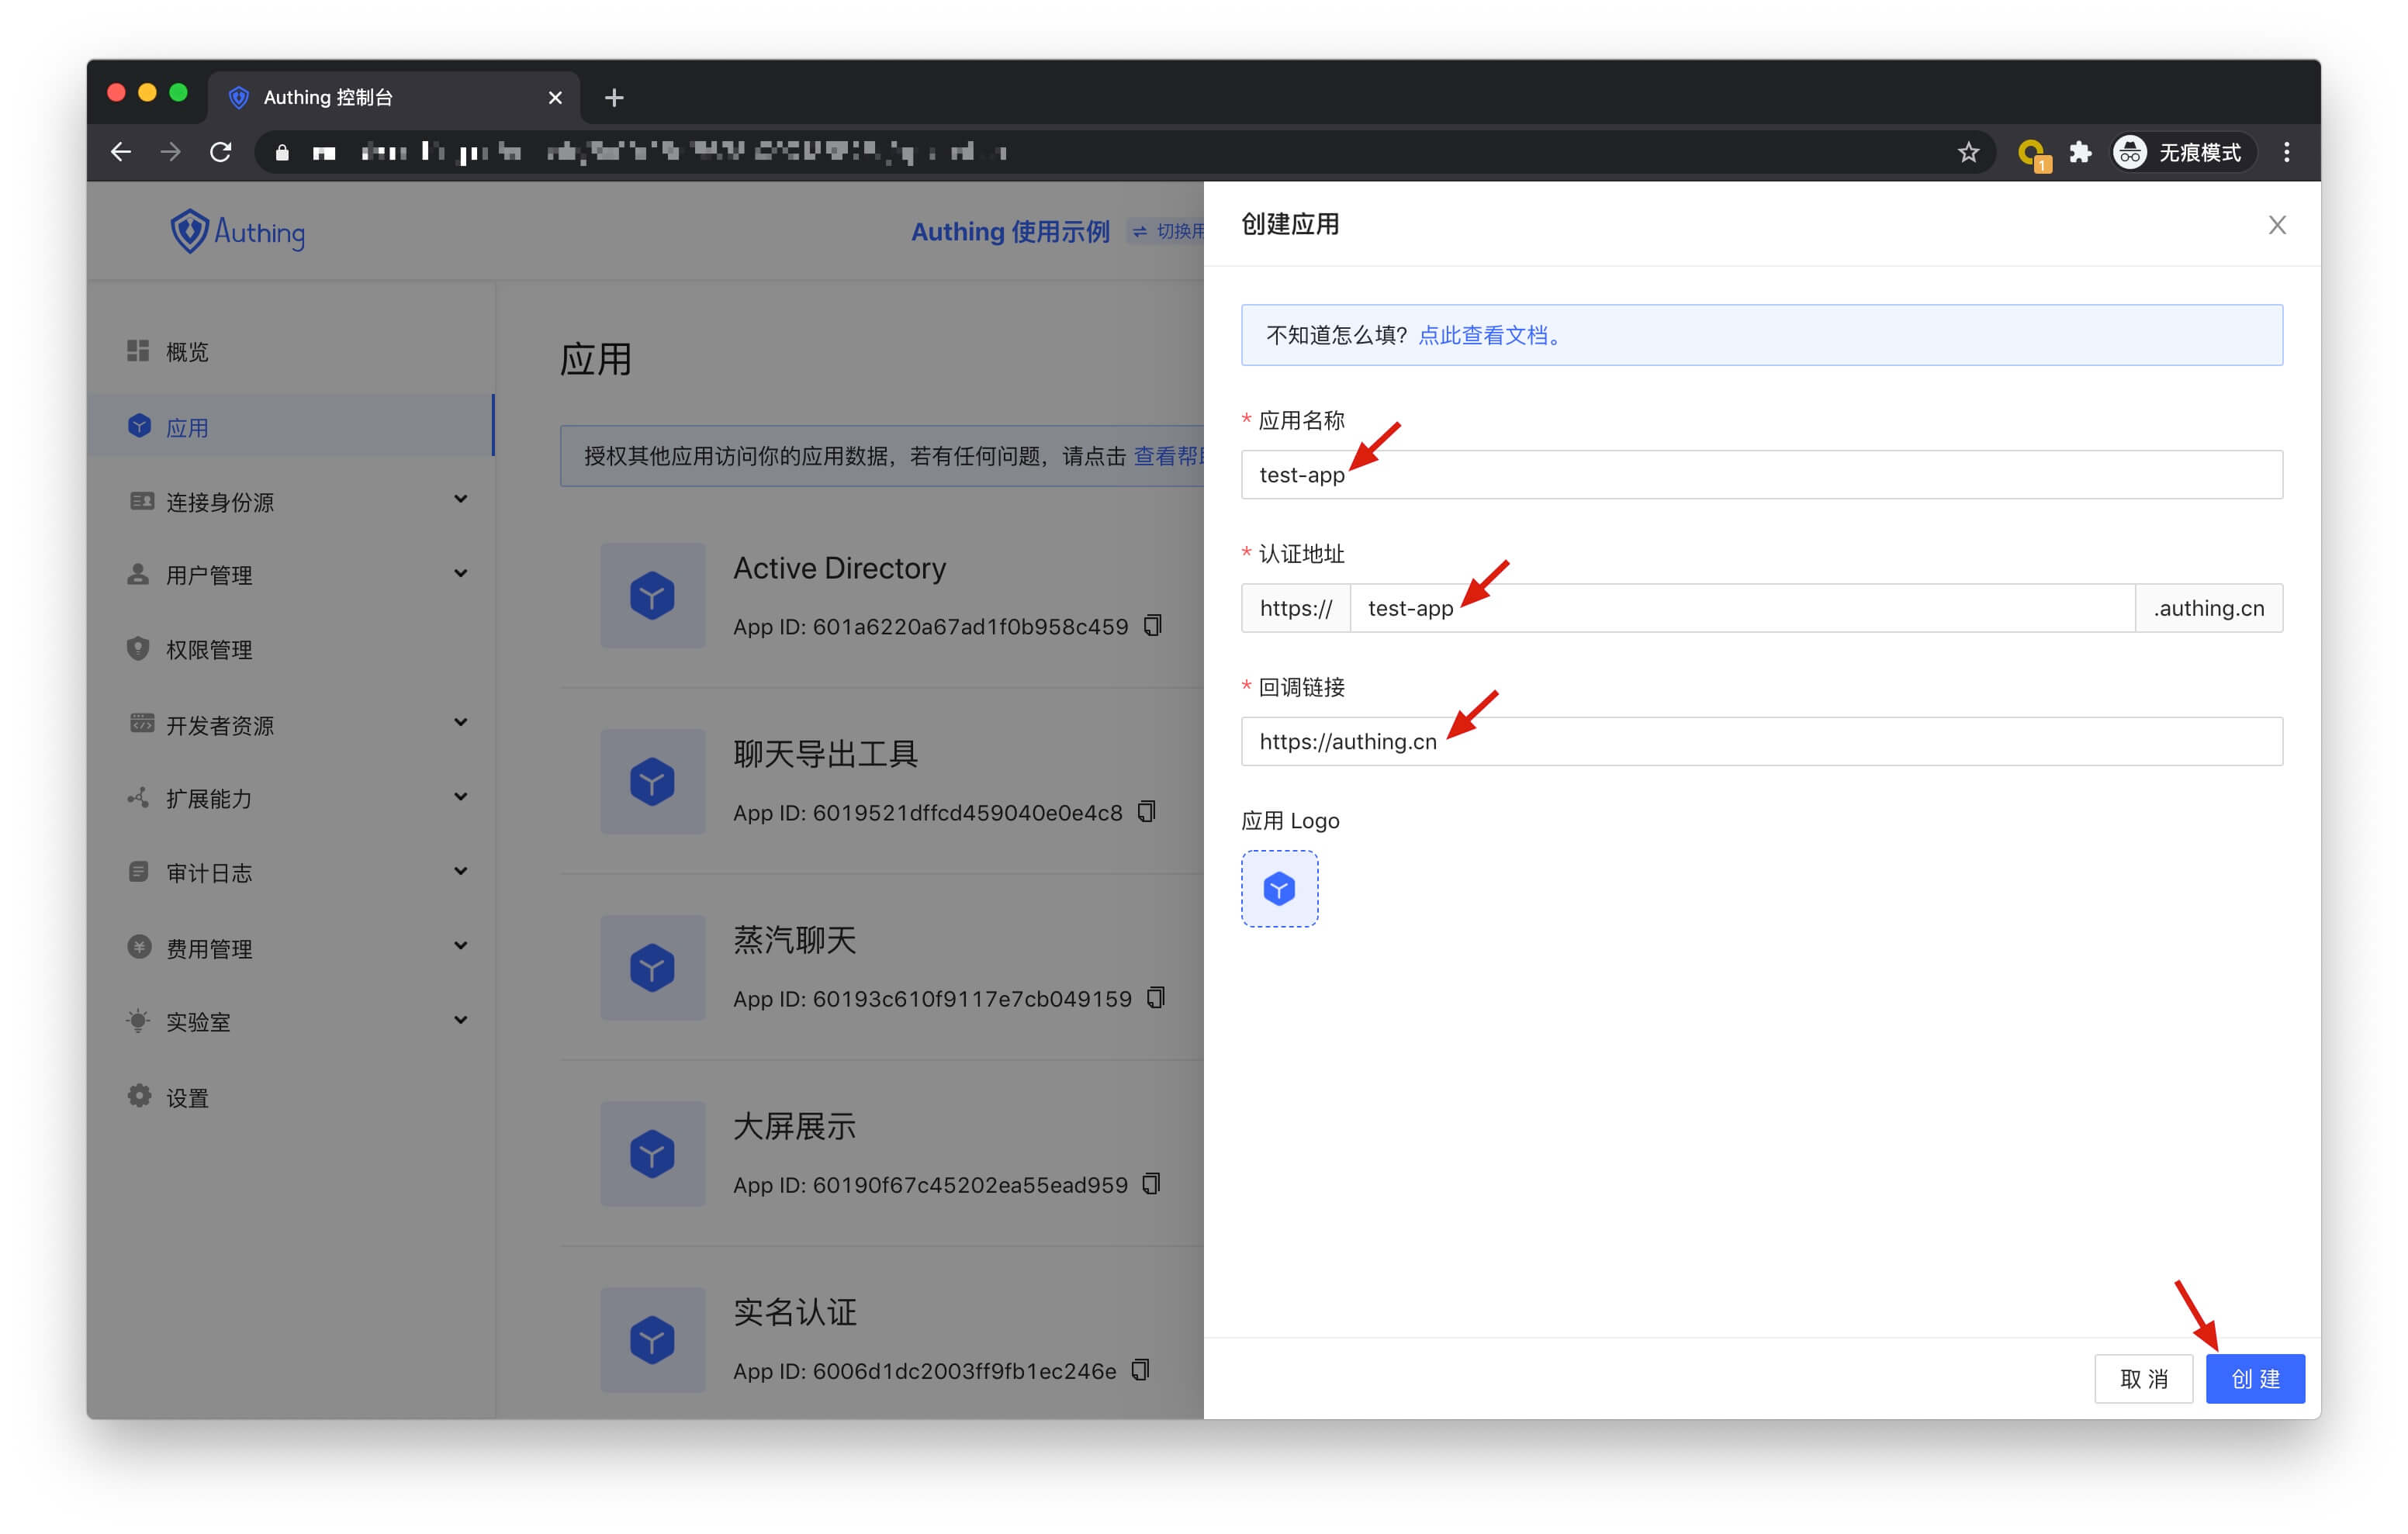 Authing 控制台
无痕模式
1
Authing
Authing 使用示例
切换用
概览
应用
连接身份源
用户管理
权限管理
开发者资源
扩展能力
审计日志
费用管理
实验室
设置
应用
授权其他应用访问你的应用数据，若有任何问题，请点击 查看帮
Active Directory
App ID: 601a6220a67ad1f0b958c459
聊天导出工具
App ID: 6019521dffcd459040e0e4c8
蒸汽聊天
App ID: 60193c610f9117e7cb049159
大屏展示
App ID: 60190f67c45202ea55ead959
实名认证
App ID: 6006d1dc2003ff9fb1ec246e
创建应用
不知道怎么填？点此查看文档。
* 应用名称
test-app
* 认证地址
https:// test-app .authing.cn
* 回调链接
https://authing.cn
应用 Logo
取 消
创 建